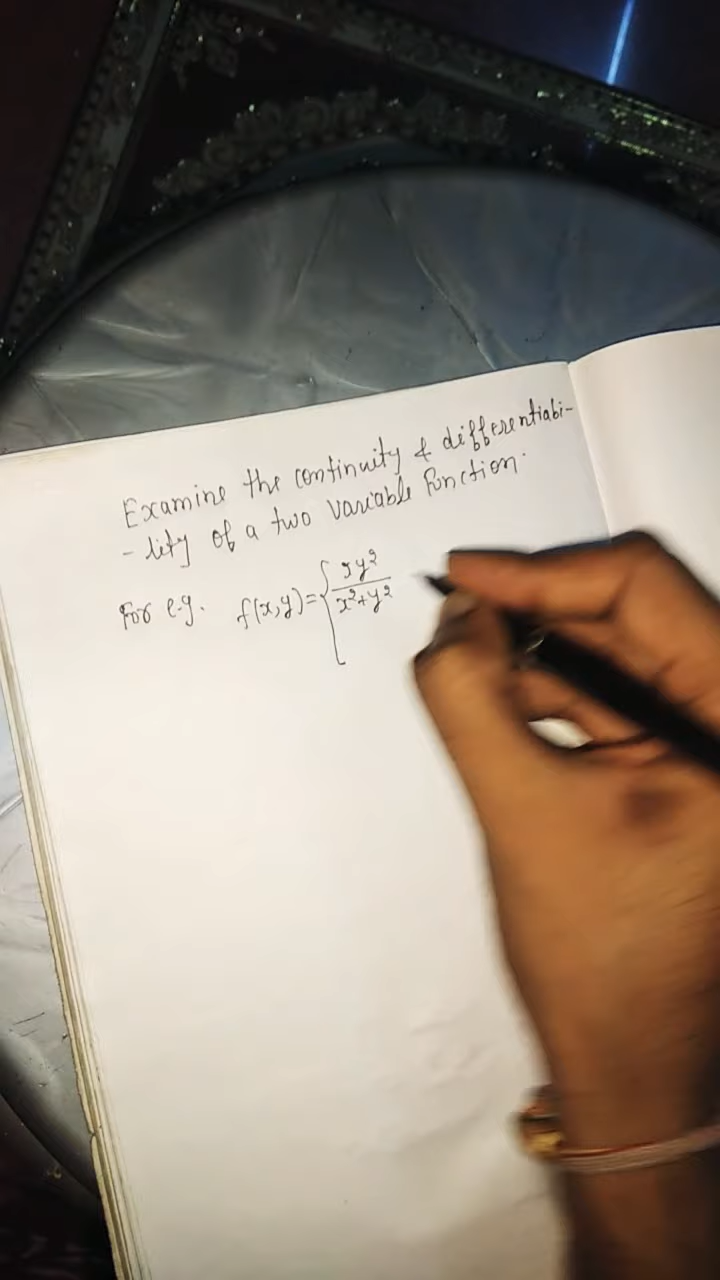 Examine the continuity & differentiabi-
- lity of a two variable function.
For e.g. f(x,y)={ xy²/x²+y²